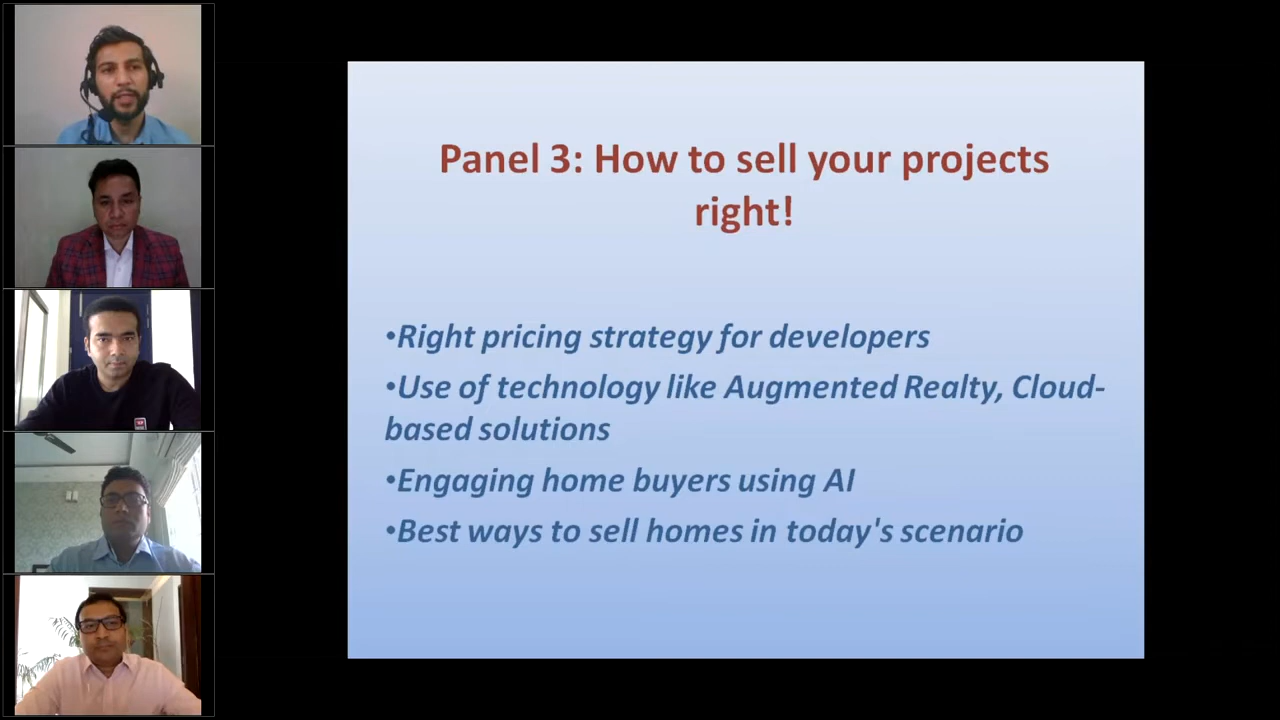 Panel 3: How to sell your projects
right!
•Right pricing strategy for developers
•Use of technology like Augmented Realty, Cloud-
based solutions
•Engaging home buyers using AI
•Best ways to sell homes in today's scenario